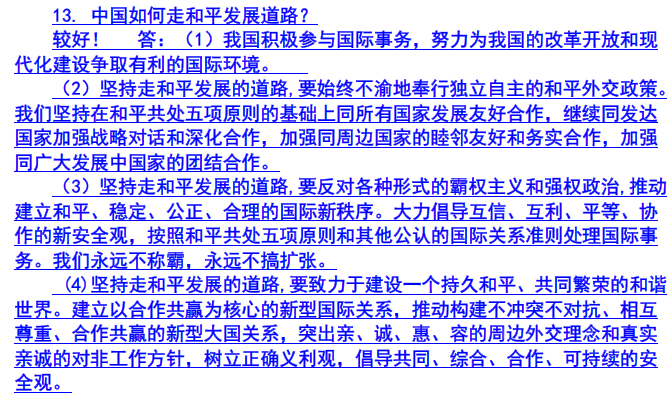 13. 中国如何走和平发展道路？
较好！ 答：（1）我国积极参与国际事务，努力为我国的改革开放和现
代化建设争取有利的国际环境。
（2）坚持走和平发展的道路,要始终不渝地奉行独立自主的和平外交政策。
我们坚持在和平共处五项原则的基础上同所有国家发展友好合作，继续同发达
国家加强战略对话和深化合作，加强同周边国家的睦邻友好和务实合作，加强
同广大发展中国家的团结合作。
（3）坚持走和平发展的道路,要反对各种形式的霸权主义和强权政治,推动
建立和平、稳定、公正、合理的国际新秩序。大力倡导互信、互利、平等、协
作的新安全观，按照和平共处五项原则和其他公认的国际关系准则处理国际事
务。我们永远不称霸，永远不搞扩张。
(4)坚持走和平发展的道路,要致力于建设一个持久和平、共同繁荣的和谐
世界。建立以合作共赢为核心的新型国际关系，推动构建不冲突不对抗、相互
尊重、合作共赢的新型大国关系，突出亲、诚、惠、容的周边外交理念和真实
亲诚的对非工作方针，树立正确义利观，倡导共同、综合、合作、可持续的安
全观。